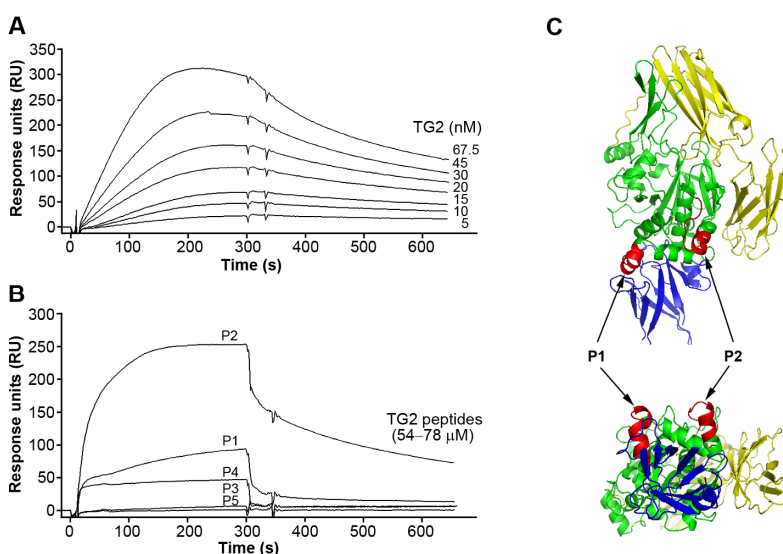 A
Response units (RU)
350
300
250
200
150
100
50
0
TG2 (nM)
67.5
45
30
20
15
10
5
0 100 200 300 400 500 600
Time (s)
B
Response units (RU)
300
250
200
150
100
50
0
P2
P1
P4
P3
P5
TG2 peptides
(54–78 µM)
0 100 200 300 400 500 600
Time (s)
C
P1 P2